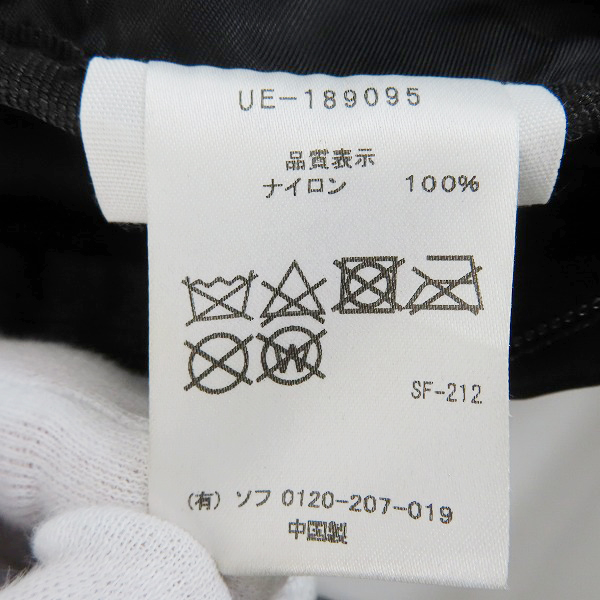 UE-189095
品質表示
ナイロン 100%
W
SF-212
(有) ソフ 0120-207-019
中国製